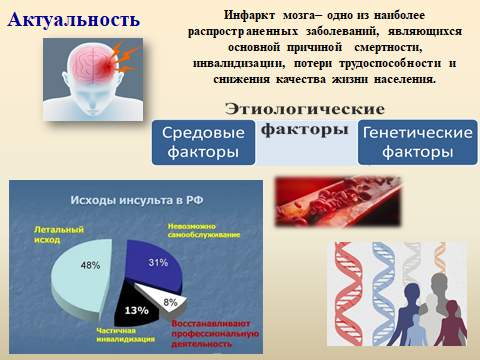 Актуальность
Инфаркт мозга– одно из наиболее
распространенных заболеваний, являющихся
основной причиной смертности,
инвалидизации, потери трудоспособности и
снижения качества жизни населения.
Этиологические
факторы
Средовые
факторы
Генетические
факторы
Исходы инсульта в РФ
Летальный
исход
Невозможно
самообслуживание
48%
31%
8%
13%
Частичная
инвалидизация
Восстанавливают
профессиональную
деятельность